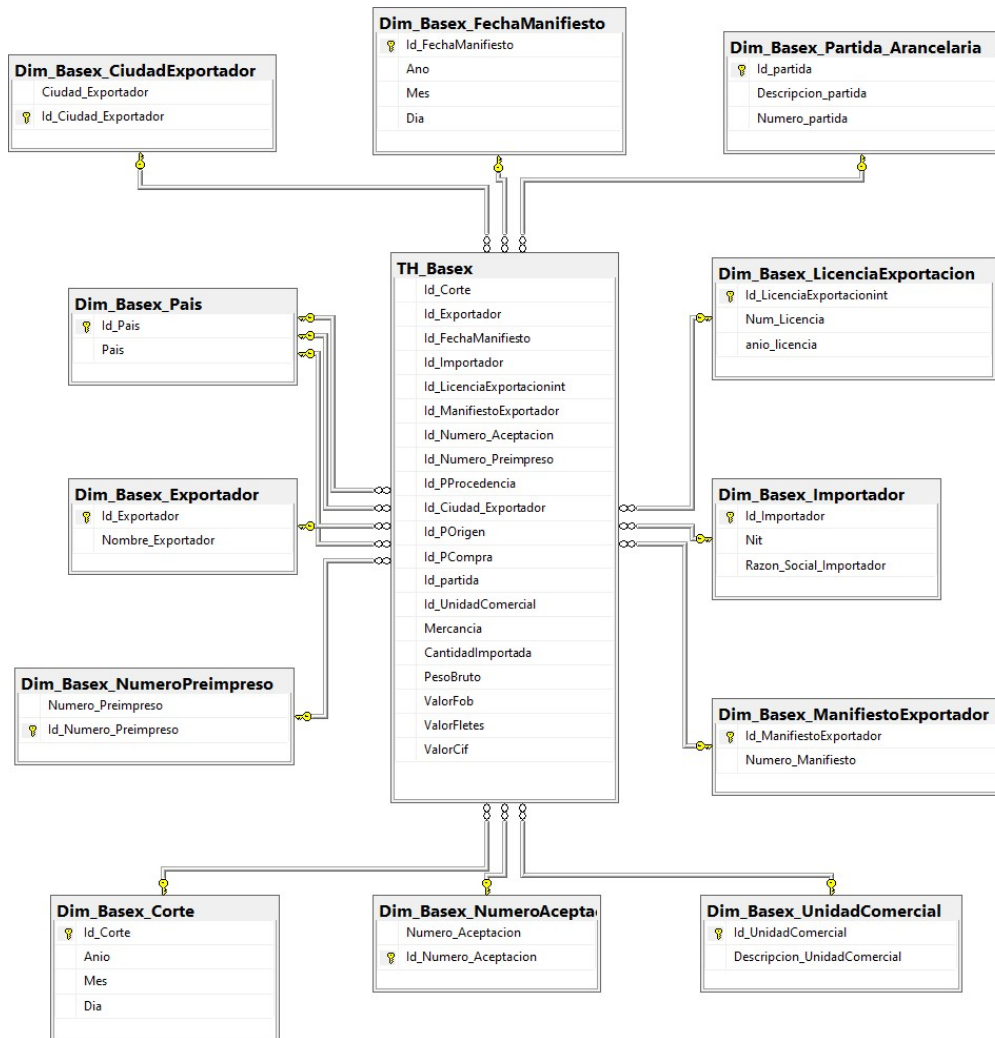 Dim_Basex_FechaManifiesto
Id_FechaManifiesto
Ano
Mes
Dia
Dim_Basex_CiudadExportador
Ciudad_Exportador
Id_Ciudad_Exportador
Dim_Basex_Partida_Arancelaria
Id_partida
Descripcion_partida
Numero_partida
TH_Basex
Id_Corte
Id_Exportador
Id_FechaManifiesto
Id_Importador
Id_LicenciaExportacionint
Id_ManifiestoExportador
Id_Numero_Aceptacion
Id_Numero_Preimpreso
Id_PProcedencia
Id_Ciudad_Exportador
Id_POrigen
Id_PCompra
Id_partida
Id_UnidadComercial
Mercancia
CantidadImportada
PesoBruto
ValorFob
ValorFletes
ValorCif
Dim_Basex_Pais
Id_Pais
Pais
Dim_Basex_LicenciaExportacion
Id_LicenciaExportacionint
Num_Licencia
anio_licencia
Dim_Basex_Exportador
Id_Exportador
Nombre_Exportador
Dim_Basex_Importador
Id_Importador
Nit
Razon_Social_Importador
Dim_Basex_NumeroPreimpreso
Numero_Preimpreso
Id_Numero_Preimpreso
Dim_Basex_ManifiestoExportador
Id_ManifiestoExportador
Numero_Manifiesto
Dim_Basex_Corte
Id_Corte
Anio
Mes
Dia
Dim_Basex_NumeroAcepta
Numero_Aceptacion
Id_Numero_Aceptacion
Dim_Basex_UnidadComercial
Id_UnidadComercial
Descripcion_UnidadComercial